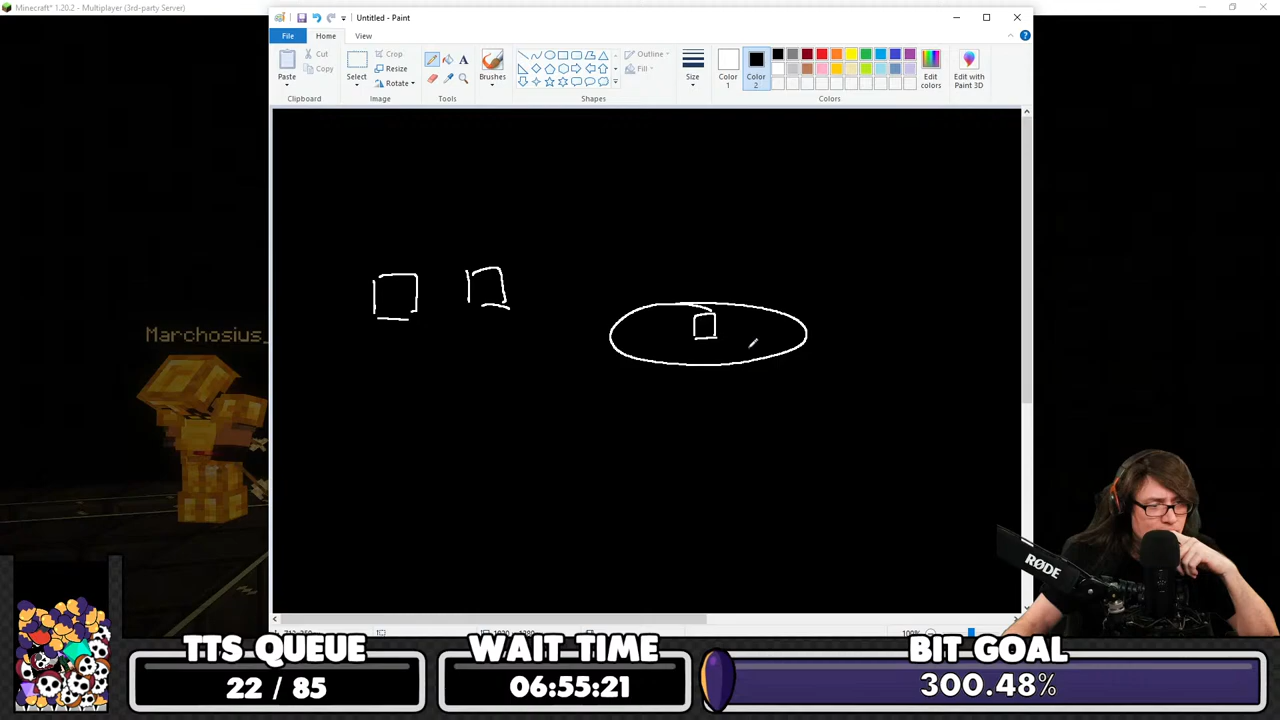 Minecraft* 1.20.2 - Multiplayer (3rd-party Server)
Untitled - Paint
File
Home
View
Paste
Cut
Copy
Clipboard
Select
Crop
Resize
Rotate
Image
A
Tools
Brushes
Shapes
Outline
Fill
Size
Color 1
Color 2
Edit colors
Edit with Paint 3D
Colors
Marchosius_
RØDE
100%
TTS QUEUE
22 / 85
WAIT TIME
06:55:21
BIT GOAL
300.48%